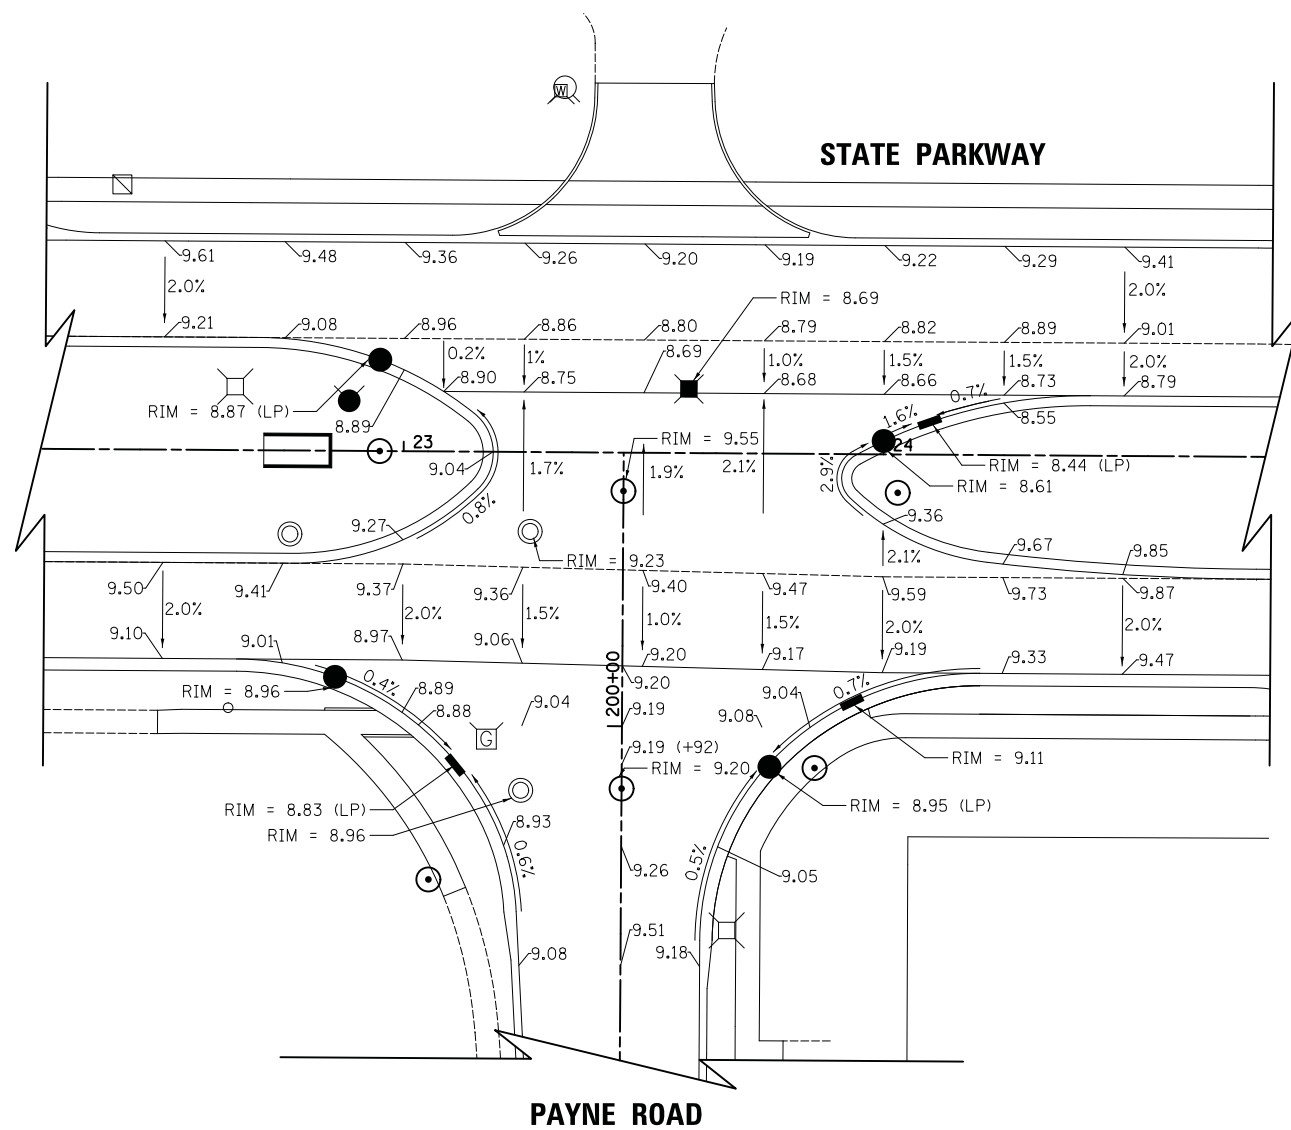 W
STATE PARKWAY
9.61 9.48 9.36 9.26 9.20 9.19 9.22 9.29 9.41
2.0% 2.0%
RIM = 8.69
9.21 9.08 8.96 8.86 8.80 8.79 8.82 8.89 9.01
0.2% 1% 8.69 1.0% 1.5% 1.5% 2.0%
8.90 8.75 8.68 8.66 8.73 8.79
0.7%
RIM = 8.87 (LP)
1.6% 8.55
8.89
23 RIM = 9.55 24
9.04 1.7% 1.9% 2.1% 2.9% RIM = 8.44 (LP)
RIM = 8.61
0.8%
9.27 9.36
RIM = 9.23 2.1% 9.67 9.85
9.50 9.41 9.37 9.36 9.40 9.47 9.59 9.73 9.87
2.0% 2.0% 1.5% 1.0% 1.5% 2.0% 2.0%
9.10 9.01 8.97 9.06 9.20 9.17 9.19 9.33 9.47
200+00
RIM = 8.96 0.4% 8.89 9.20 0.7%
8.88 9.04 9.19 9.08 9.04
G
9.19 (+92)
RIM = 9.20 RIM = 9.11
RIM = 8.83 (LP) RIM = 8.95 (LP)
RIM = 8.96 8.93
0.6% 0.5%
9.26 9.05
9.51
9.08 9.18
PAYNE ROAD